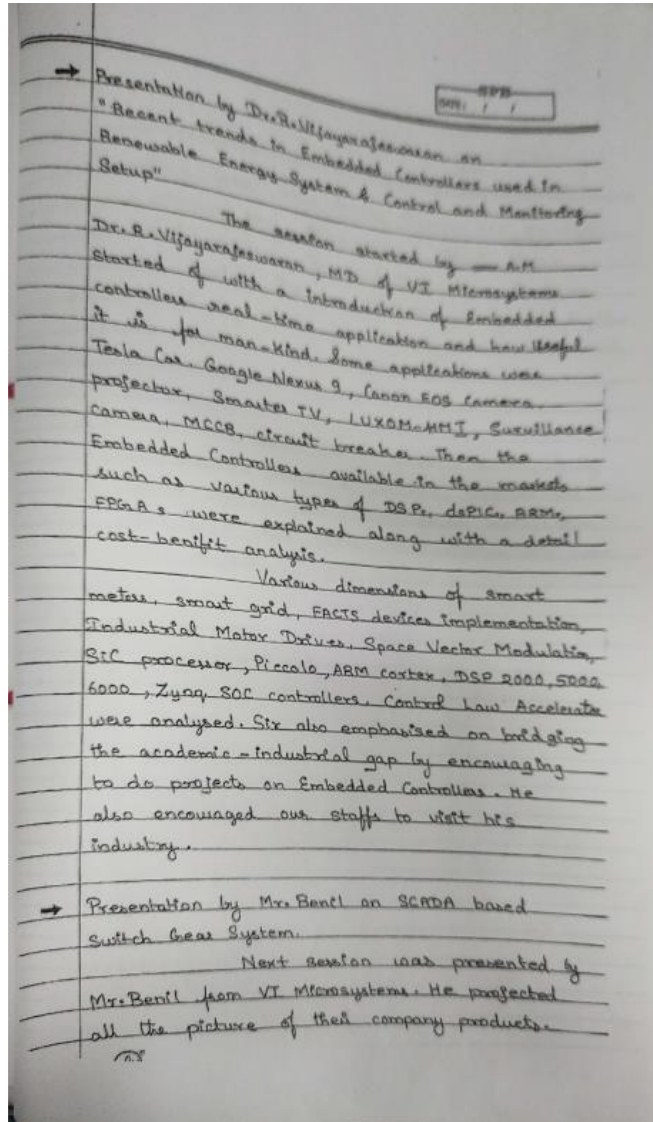 DATE: / /
→ Presentation by Dr.R.Vijayarajeswaran on
"Recent trends in Embedded Controllers used in
Renewable Energy System & Control and Monitoring
Setup"
The session started by — A.M
Dr. R. Vijayarajeswaran, MD of VI Microsystems
Started of with a introduction of Embedded
controllers real-time application and how useful
it is for man-kind. Some applications were
Tesla Car, Google Nexus 9, Canon EOS Camera,
projector, Smarter TV, LUXOM-HMI, Survillance
camera, MCCB, circuit breaker. Then the
Embedded Controllers available in the markets
such as various types of DSPs, dsPIC, ARMs,
FPGAs were explained along with a detail
cost-benifit analysis.
Various dimensions of smart
meters, smart grid, FACTS devices implementation,
Industrial Motor Drives, Space Vector Modulation,
SiC processor, Piccolo, ARM cortex, DSP 2000, 5000
6000, Zynq, SOC controllers, Control Law Accelerator
were analysed. Sir also emphasised on bridging
the academic-industrial gap by encouraging
to do projects on Embedded Controllers. He
also encouraged our staffs to visit his
industry.
→ Presentation by Mr. Benil on SCADA based
Switch Gear System.
Next session was presented by
Mr. Benil from VI Microsystems. He projected
all the picture of their company products.